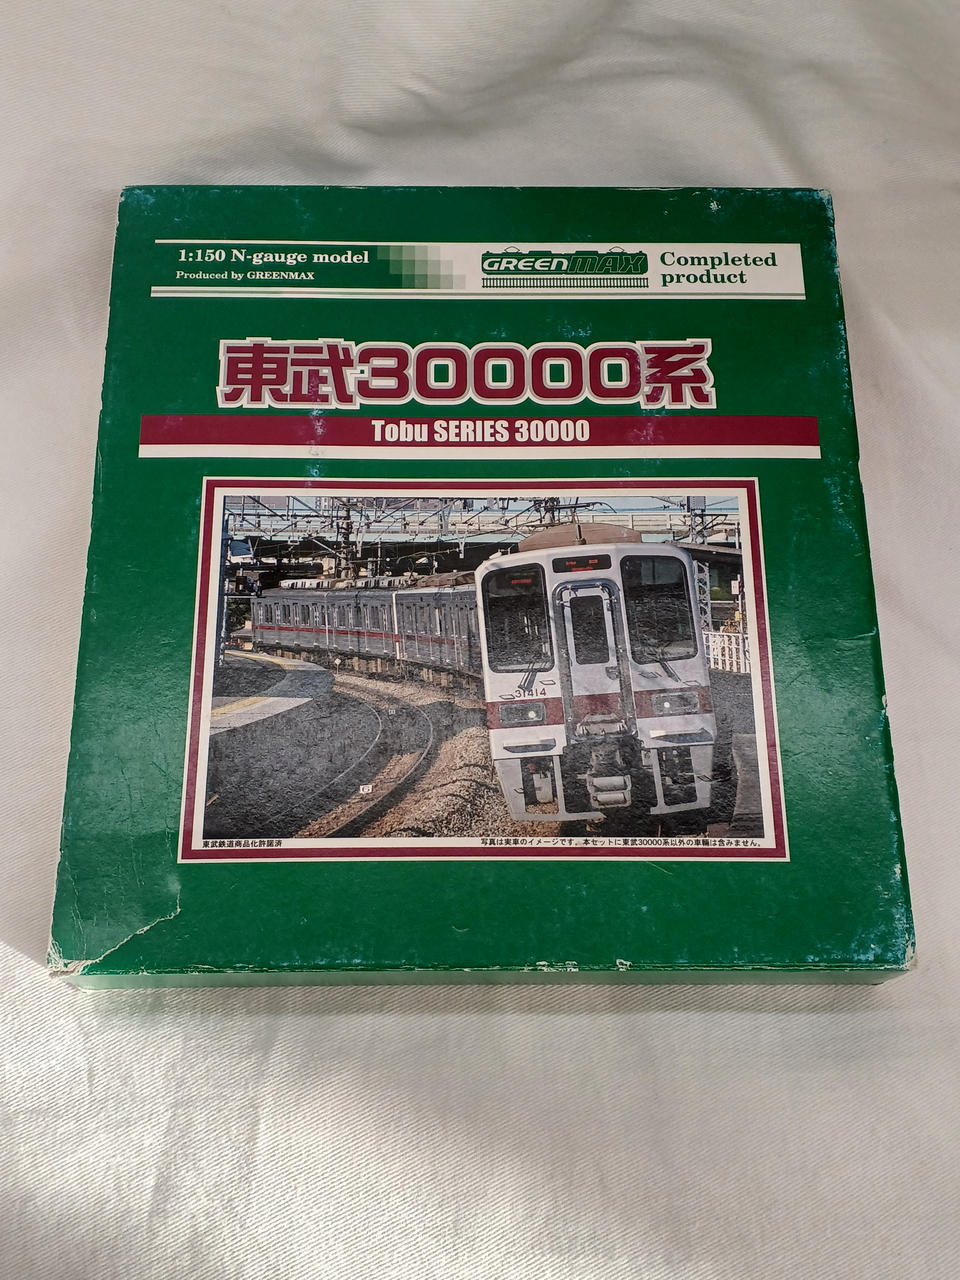 1:150 N-gauge model
Produced by GREENMAX
GREENMAX
Completed
product
東武30000系
Tobu SERIES 30000
31414
東武鉄道商品化許諾済
写真は実車のイメージです。本セットに東武30000系以外の車輛は含みません。